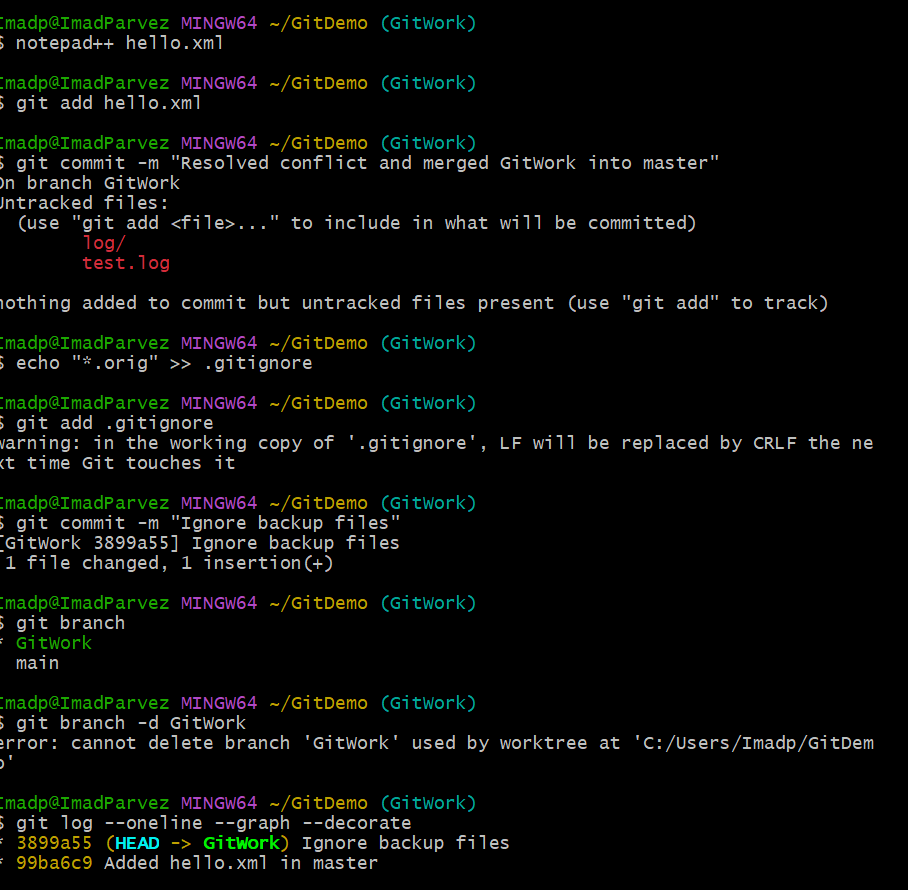 Imadp@ImadParvez MINGW64 ~/GitDemo (GitWork)
$ notepad++ hello.xml
Imadp@ImadParvez MINGW64 ~/GitDemo (GitWork)
$ git add hello.xml
Imadp@ImadParvez MINGW64 ~/GitDemo (GitWork)
$ git commit -m "Resolved conflict and merged GitWork into master"
On branch GitWork
Untracked files:
  (use "git add <file>..." to include in what will be committed)
        log/
        test.log
nothing added to commit but untracked files present (use "git add" to track)
Imadp@ImadParvez MINGW64 ~/GitDemo (GitWork)
$ echo "*.orig" >> .gitignore
Imadp@ImadParvez MINGW64 ~/GitDemo (GitWork)
$ git add .gitignore
warning: in the working copy of '.gitignore', LF will be replaced by CRLF the ne
xt time Git touches it
Imadp@ImadParvez MINGW64 ~/GitDemo (GitWork)
$ git commit -m "Ignore backup files"
[GitWork 3899a55] Ignore backup files
 1 file changed, 1 insertion(+)
Imadp@ImadParvez MINGW64 ~/GitDemo (GitWork)
$ git branch
* GitWork
  main
Imadp@ImadParvez MINGW64 ~/GitDemo (GitWork)
$ git branch -d GitWork
error: cannot delete branch 'GitWork' used by worktree at 'C:/Users/Imadp/GitDem
o'
Imadp@ImadParvez MINGW64 ~/GitDemo (GitWork)
$ git log --oneline --graph --decorate
* 3899a55 (HEAD -> GitWork) Ignore backup files
* 99ba6c9 Added hello.xml in master